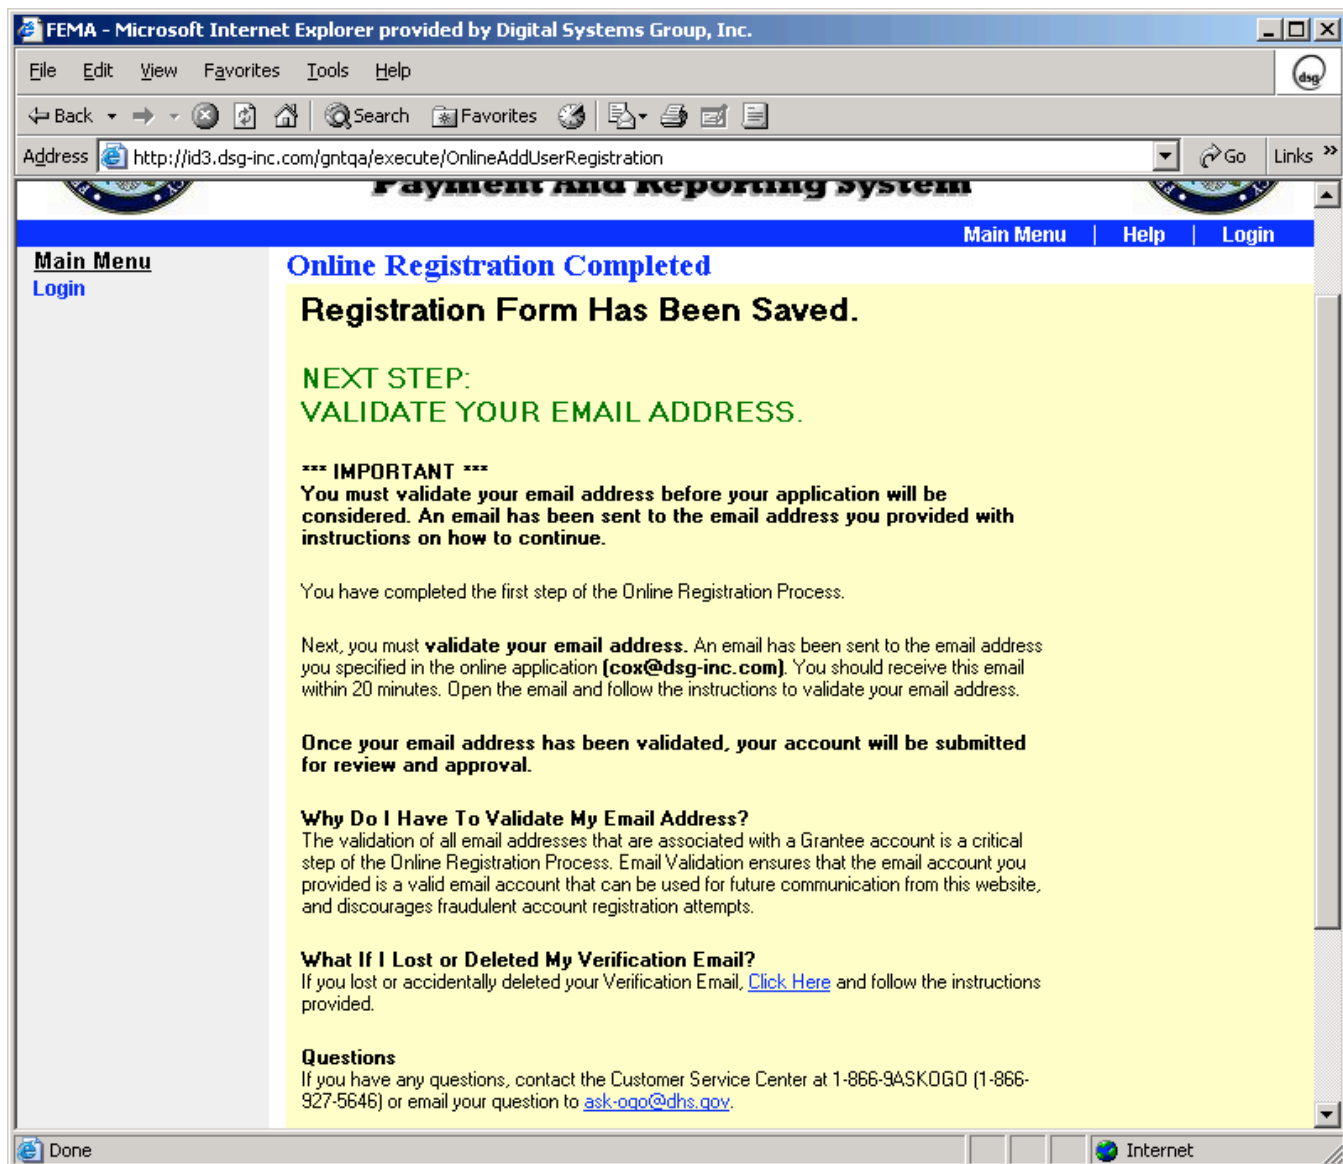 FEMA - Microsoft Internet Explorer provided by Digital Systems Group, Inc.
File Edit View Favorites Tools Help
dsg
Back Search Favorites
Address http://id3.dsg-inc.com/gntqa/execute/OnlineAddUserRegistration Go Links »
Payment And Reporting System
Main Menu | Help | Login
Main Menu
Login
Online Registration Completed
Registration Form Has Been Saved.
NEXT STEP:
VALIDATE YOUR EMAIL ADDRESS.
*** IMPORTANT ***
You must validate your email address before your application will be
considered. An email has been sent to the email address you provided with
instructions on how to continue.
You have completed the first step of the Online Registration Process.
Next, you must validate your email address. An email has been sent to the email address
you specified in the online application (cox@dsg-inc.com). You should receive this email
within 20 minutes. Open the email and follow the instructions to validate your email address.
Once your email address has been validated, your account will be submitted
for review and approval.
Why Do I Have To Validate My Email Address?
The validation of all email addresses that are associated with a Grantee account is a critical
step of the Online Registration Process. Email Validation ensures that the email account you
provided is a valid email account that can be used for future communication from this website,
and discourages fraudulent account registration attempts.
What If I Lost or Deleted My Verification Email?
If you lost or accidentally deleted your Verification Email, Click Here and follow the instructions
provided.
Questions
If you have any questions, contact the Customer Service Center at 1-866-9ASKOGO (1-866-
927-5646) or email your question to ask-ogo@dhs.gov.
Done Internet